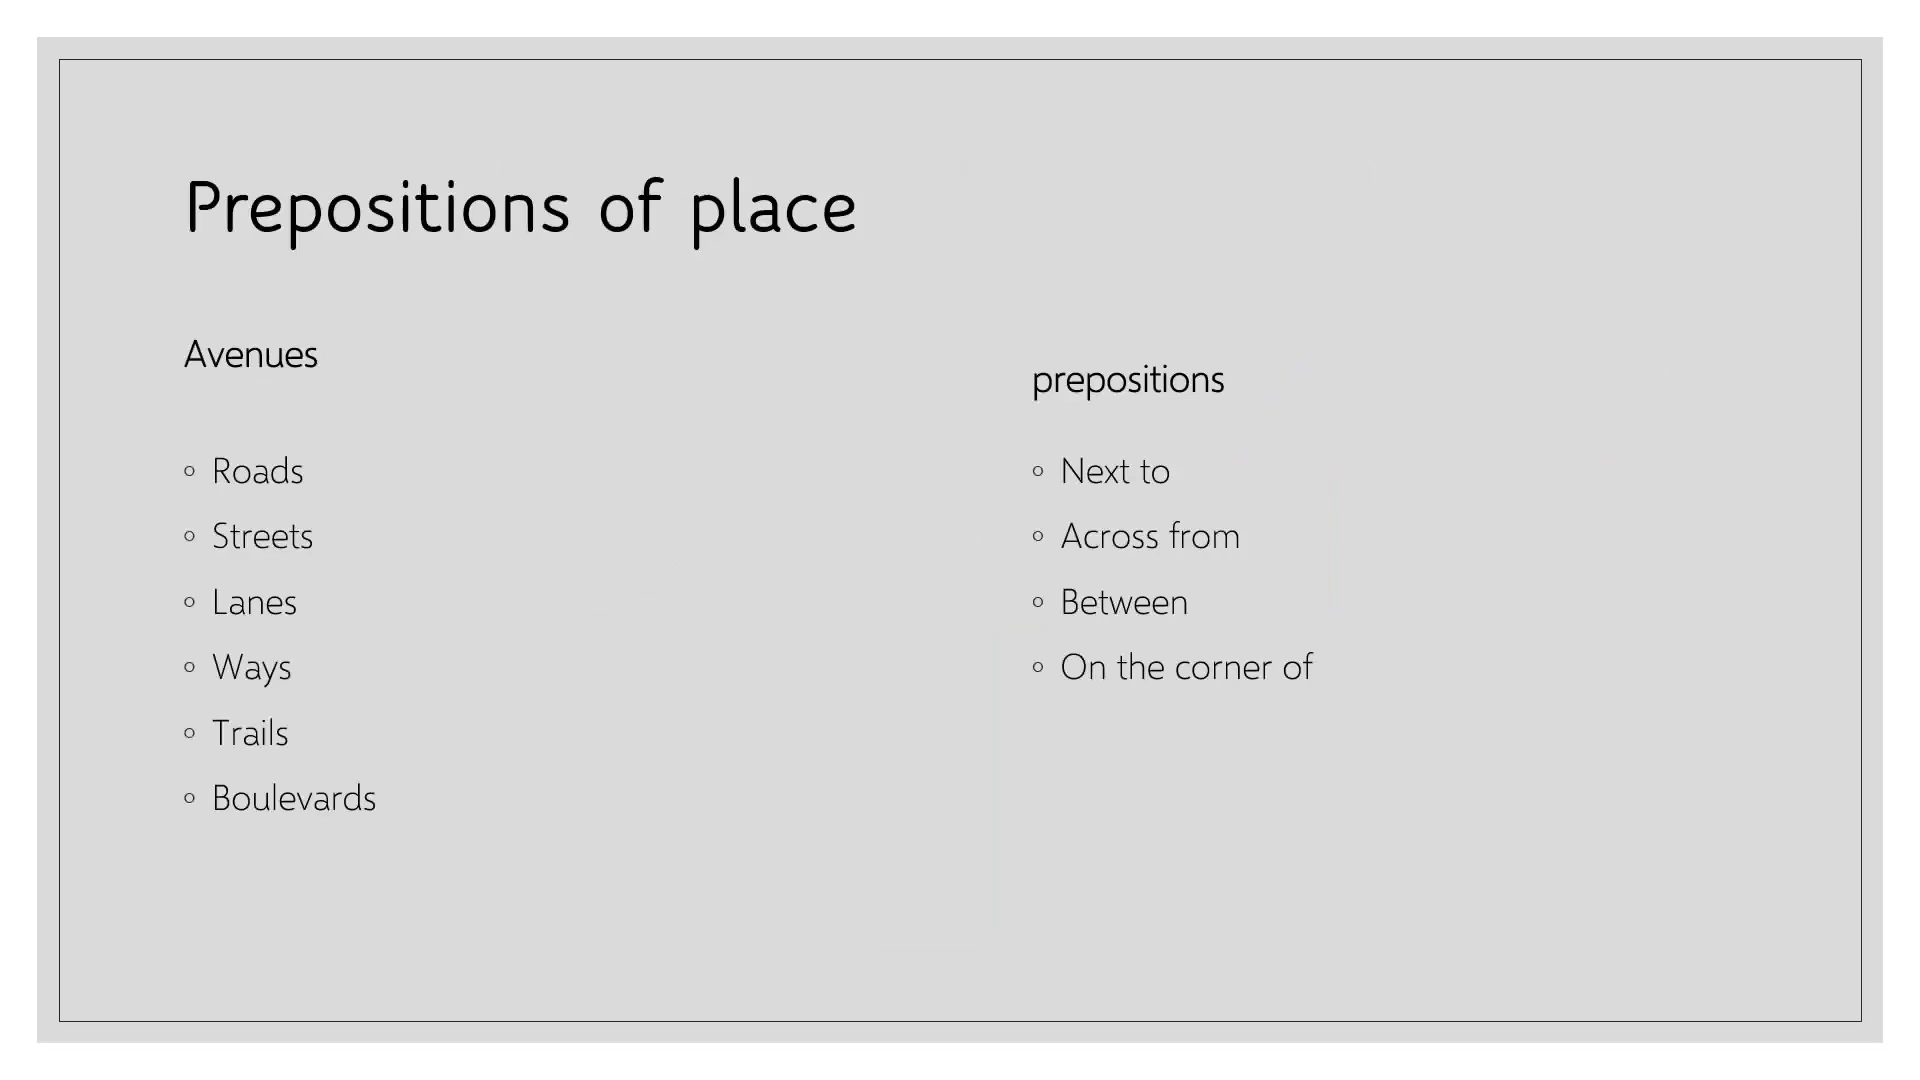 Prepositions of place
Avenues
Roads
Streets
Lanes
Ways
Trails
Boulevards
prepositions
Next to
Across from
Between
On the corner of